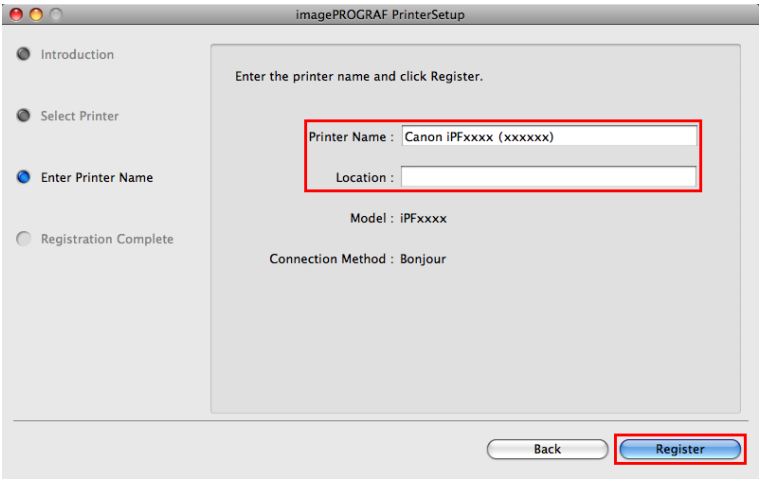 imagePROGRAF PrinterSetup
Introduction
Select Printer
Enter Printer Name
Registration Complete
Enter the printer name and click Register.
Printer Name : Canon iPFxxxx (xxxxxx)
Location :
Model : iPFxxxx
Connection Method : Bonjour
Back Register